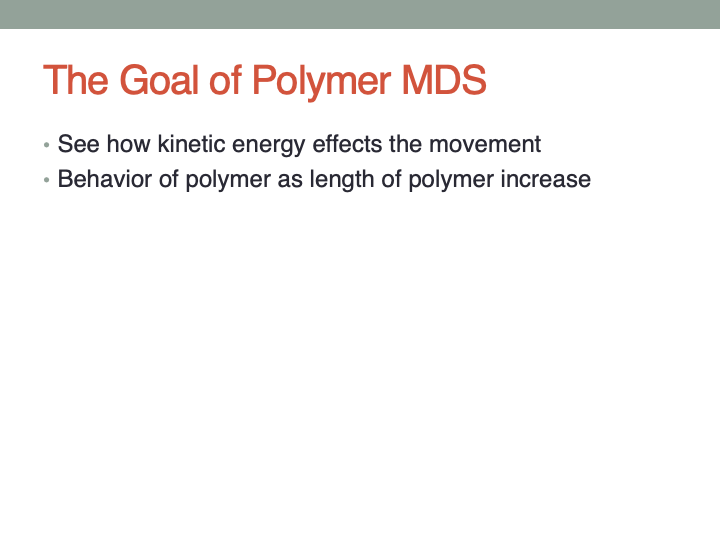 The Goal of Polymer MDS
• See how kinetic energy effects the movement
• Behavior of polymer as length of polymer increase